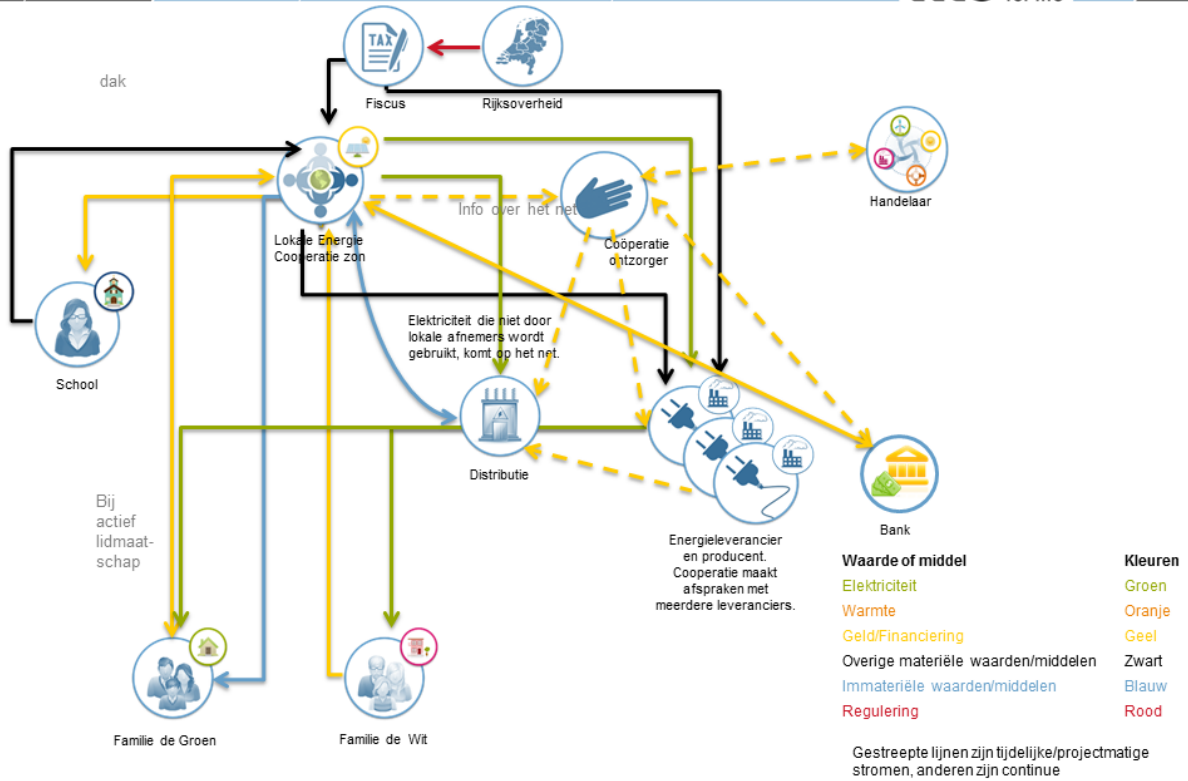 dak
TAX
Fiscus
Rijksoverheid
Handelaar
Info over het net
Lokale Energie
Cooperatie zon
Coöperatie
ontzorger
Elektriciteit die niet door
lokale afnemers wordt
gebruikt, komt op het net.
School
Distributie
Bij
actief
lidmaat-
schap
Bank
Energieleverancier
en producent.
Cooperatie maakt
afspraken met
meerdere leveranciers.
Waarde of middel Kleuren
Elektriciteit Groen
Warmte Oranje
Geld/Financiering Geel
Overige materiële waarden/middelen Zwart
Immateriële waarden/middelen Blauw
Regulering Rood
Familie de Groen
Familie de Wit
Gestreepte lijnen zijn tijdelijke/projectmatige
stromen, anderen zijn continue